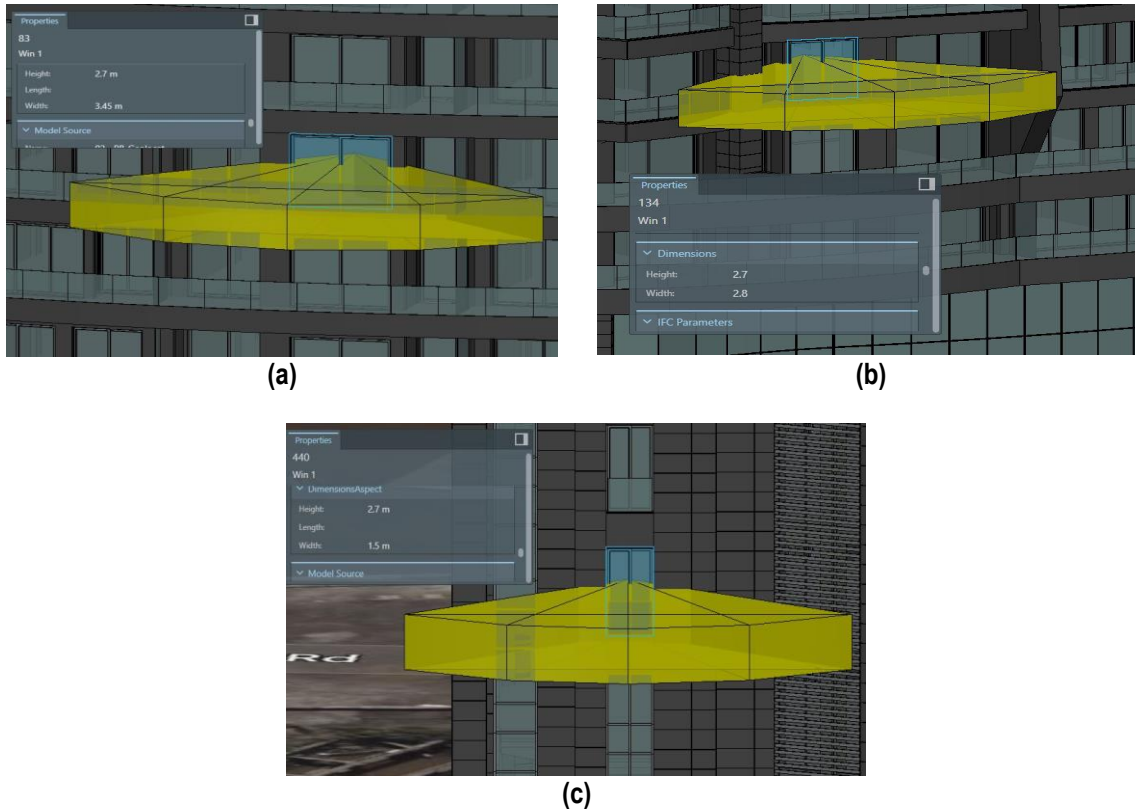 Properties
83
Win 1
Height: 2.7 m
Length:
Width: 3.45 m
Model Source
(a)
Properties
134
Win 1
Dimensions
Height: 2.7
Width: 2.8
IFC Parameters
(b)
Properties
440
Win 1
DimensionsAspect
Height: 2.7 m
Length:
Width: 1.5 m
Model Source
Rd
(c)